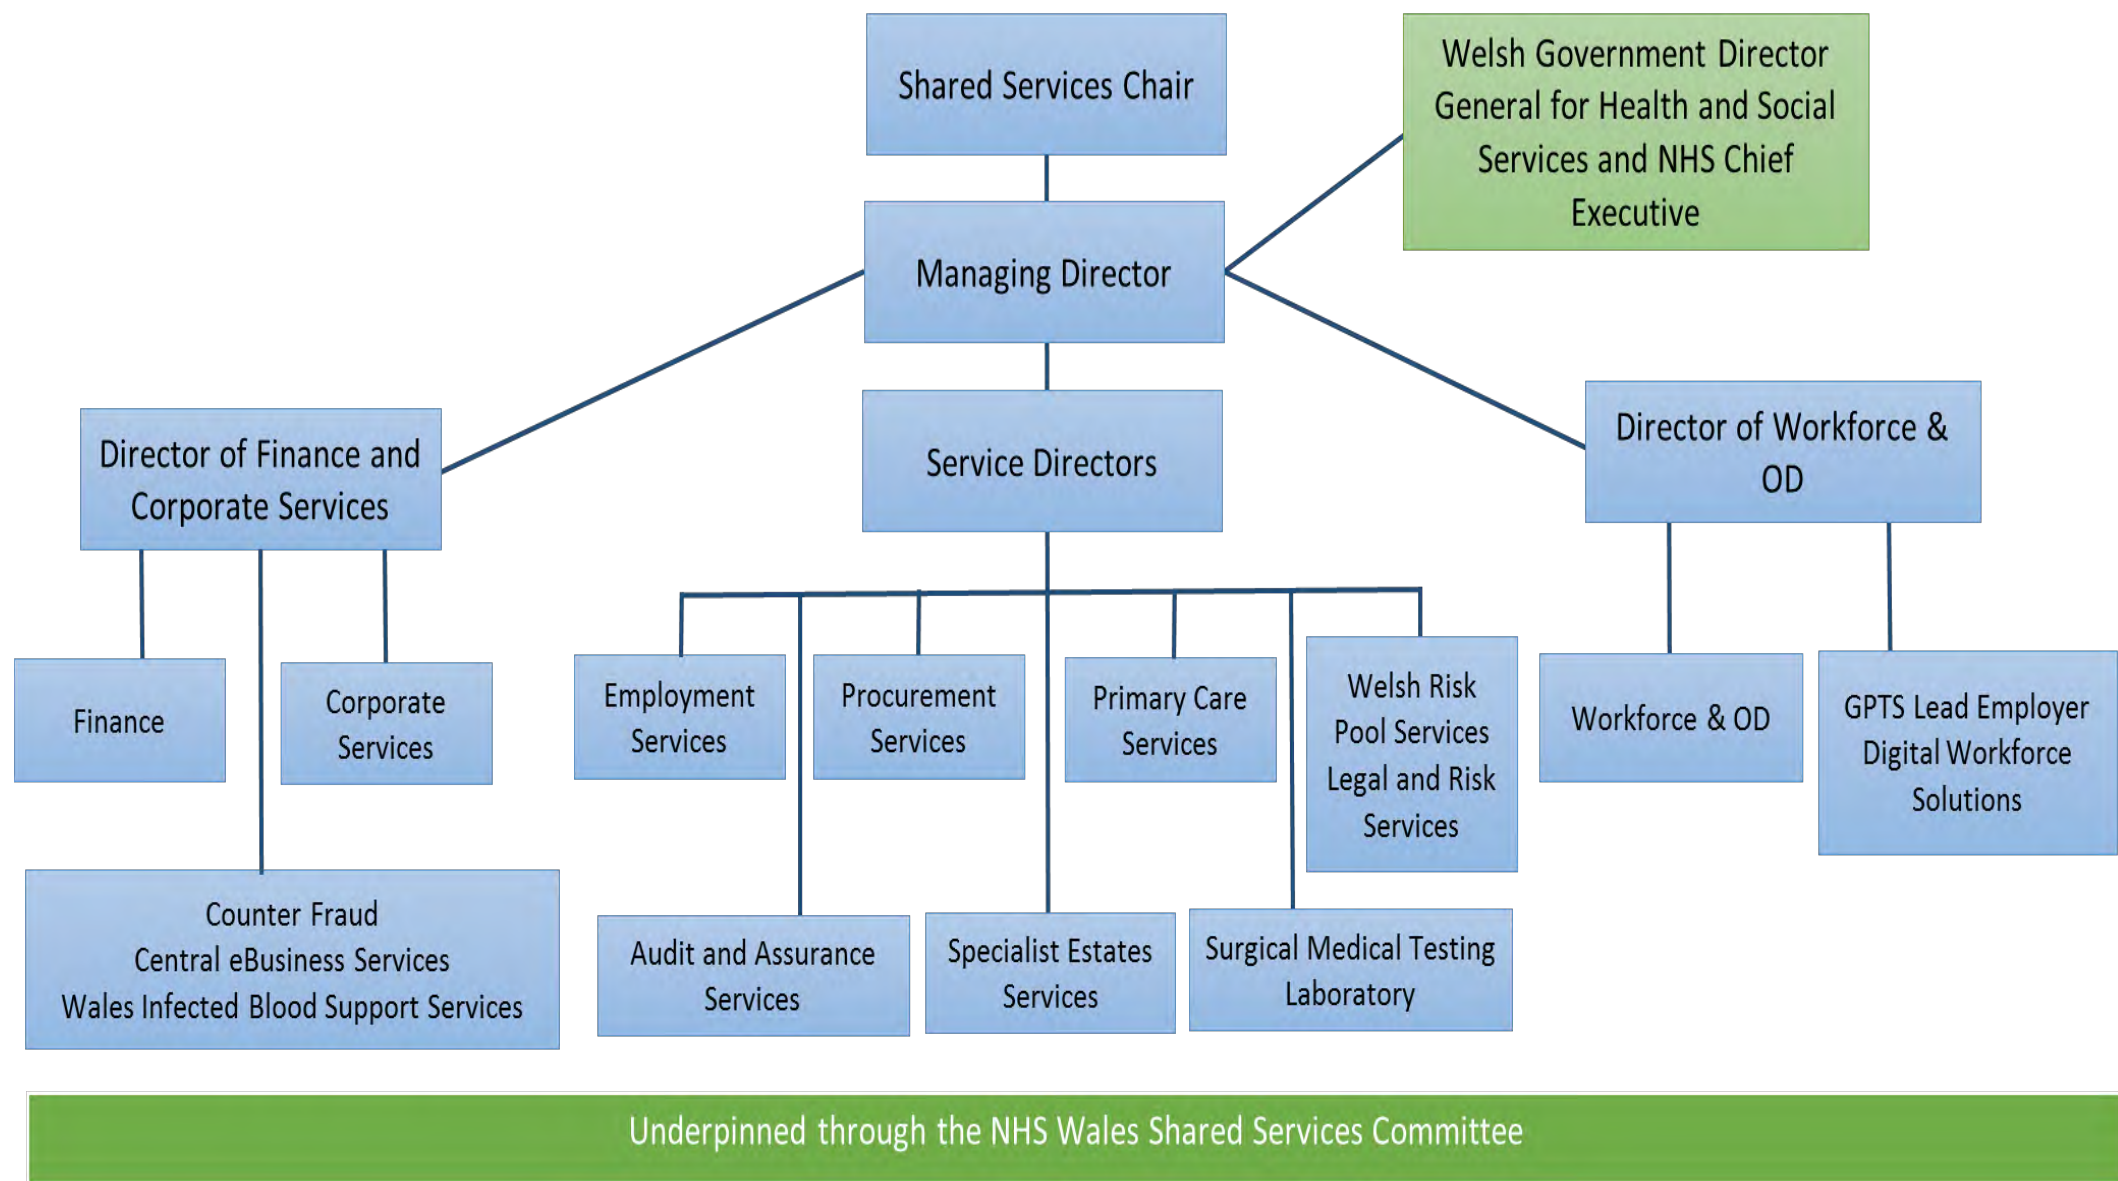 Shared Services Chair
Welsh Government Director
General for Health and Social
Services and NHS Chief
Executive
Managing Director
Director of Finance and
Corporate Services
Service Directors
Director of Workforce &
OD
Finance
Corporate
Services
Employment
Services
Procurement
Services
Primary Care
Services
Welsh Risk
Pool Services
Legal and Risk
Services
Workforce & OD
GPTS Lead Employer
Digital Workforce
Solutions
Counter Fraud
Central eBusiness Services
Wales Infected Blood Support Services
Audit and Assurance
Services
Specialist Estates
Services
Surgical Medical Testing
Laboratory
Underpinned through the NHS Wales Shared Services Committee